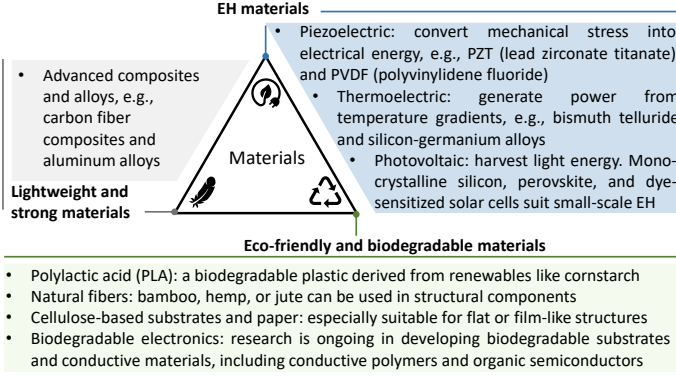 EH materials
• Piezoelectric: convert mechanical stress into
electrical energy, e.g., PZT (lead zirconate titanate)
and PVDF (polyvinylidene fluoride)
• Thermoelectric: generate power from
temperature gradients, e.g., bismuth telluride
and silicon-germanium alloys
• Photovoltaic: harvest light energy. Mono-
crystalline silicon, perovskite, and dye-
sensitized solar cells suit small-scale EH
• Advanced composites
and alloys, e.g.,
carbon fiber
composites and
aluminum alloys
Materials
Lightweight and
strong materials
Eco-friendly and biodegradable materials
• Polylactic acid (PLA): a biodegradable plastic derived from renewables like cornstarch
• Natural fibers: bamboo, hemp, or jute can be used in structural components
• Cellulose-based substrates and paper: especially suitable for flat or film-like structures
• Biodegradable electronics: research is ongoing in developing biodegradable substrates
and conductive materials, including conductive polymers and organic semiconductors